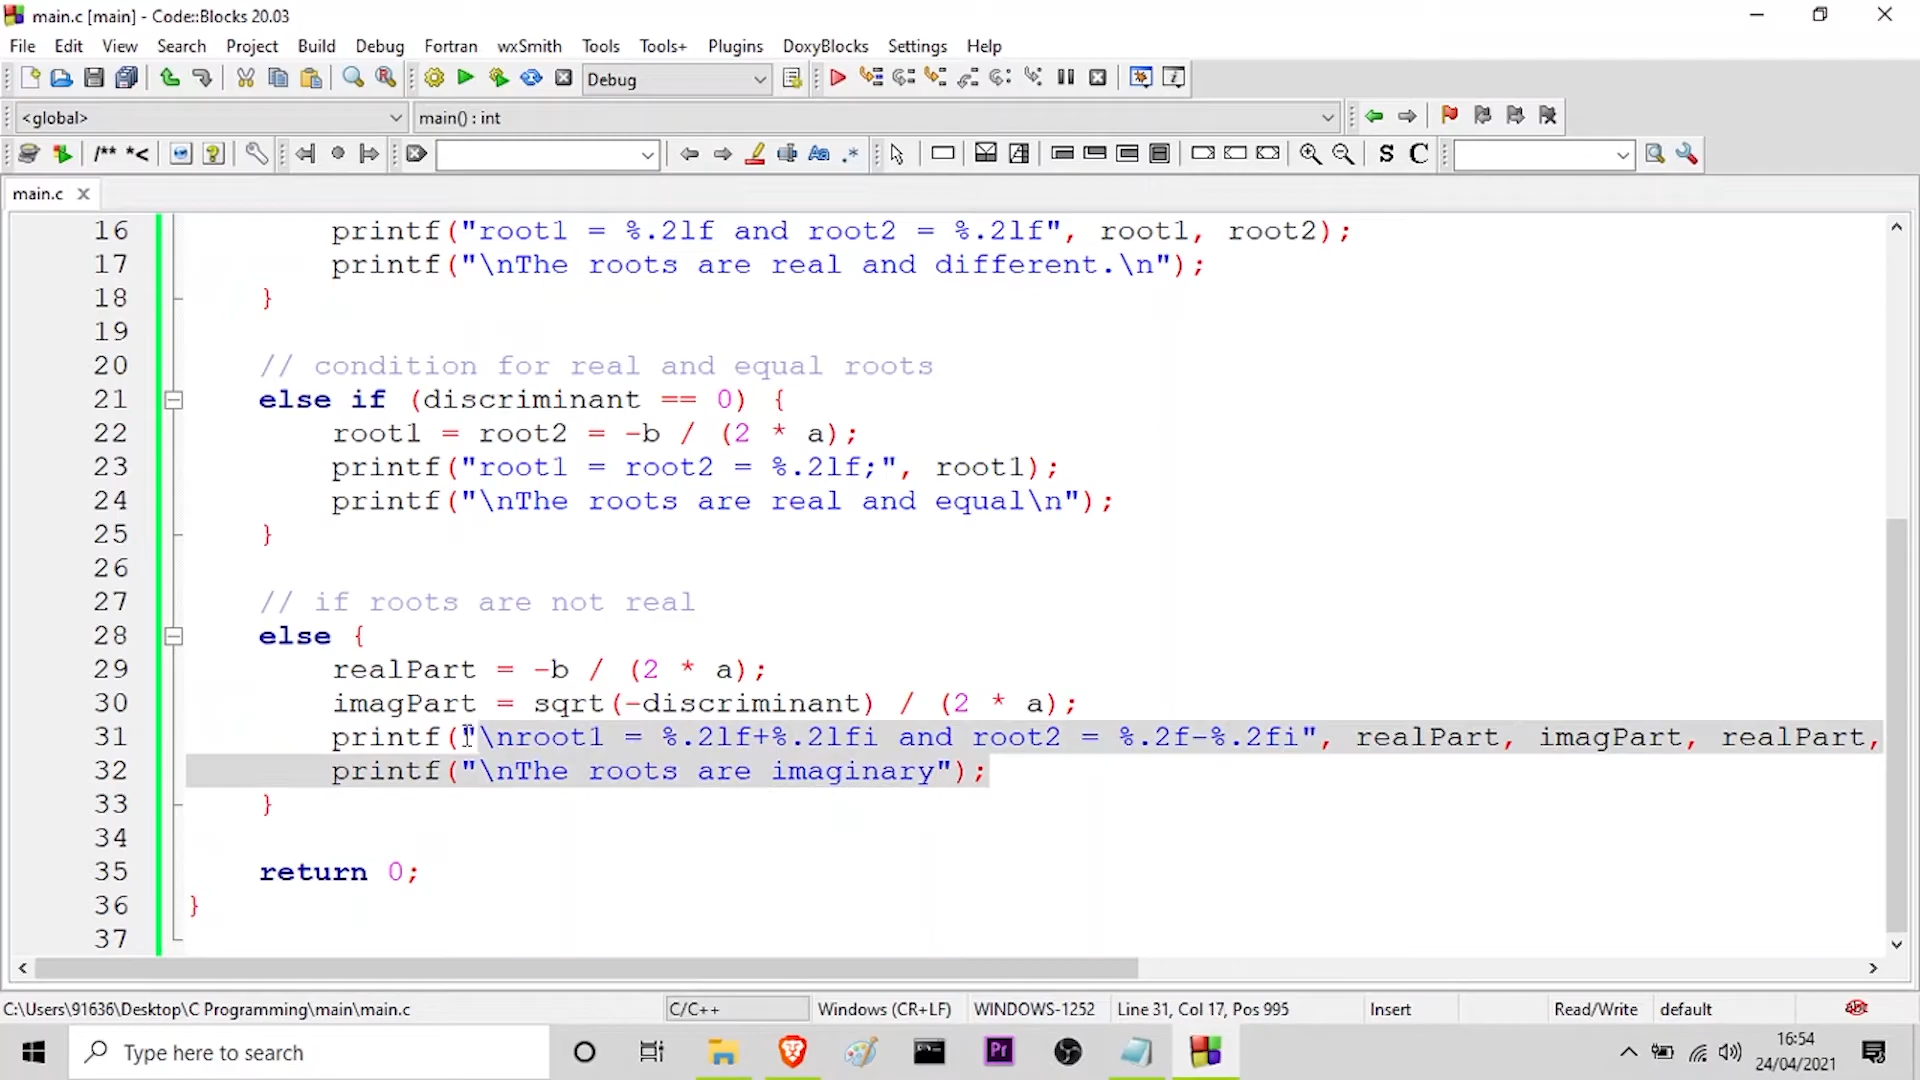 main.c [main] - Code::Blocks 20.03
File Edit View Search Project Build Debug Fortran wxSmith Tools Tools+ Plugins DoxyBlocks Settings Help
Debug
<global> main() : int
/** *< Aa .* S C
main.c
16 printf("root1 = %.2lf and root2 = %.2lf", root1, root2);
17 printf("\nThe roots are real and different.\n");
18 }
19
20 // condition for real and equal roots
21 else if (discriminant == 0) {
22 root1 = root2 = -b / (2 * a);
23 printf("root1 = root2 = %.2lf;", root1);
24 printf("\nThe roots are real and equal\n");
25 }
26
27 // if roots are not real
28 else {
29 realPart = -b / (2 * a);
30 imagPart = sqrt(-discriminant) / (2 * a);
31 printf("\nroot1 = %.2lf+%.2lfi and root2 = %.2f-%.2fi", realPart, imagPart, realPart,
32 printf("\nThe roots are imaginary");
33 }
34
35 return 0;
36 }
37
C:\Users\91636\Desktop\C Programming\main\main.c C/C++ Windows (CR+LF) WINDOWS-1252 Line 31, Col 17, Pos 995 Insert Read/Write default
Type here to search Pr 16:54
24/04/2021